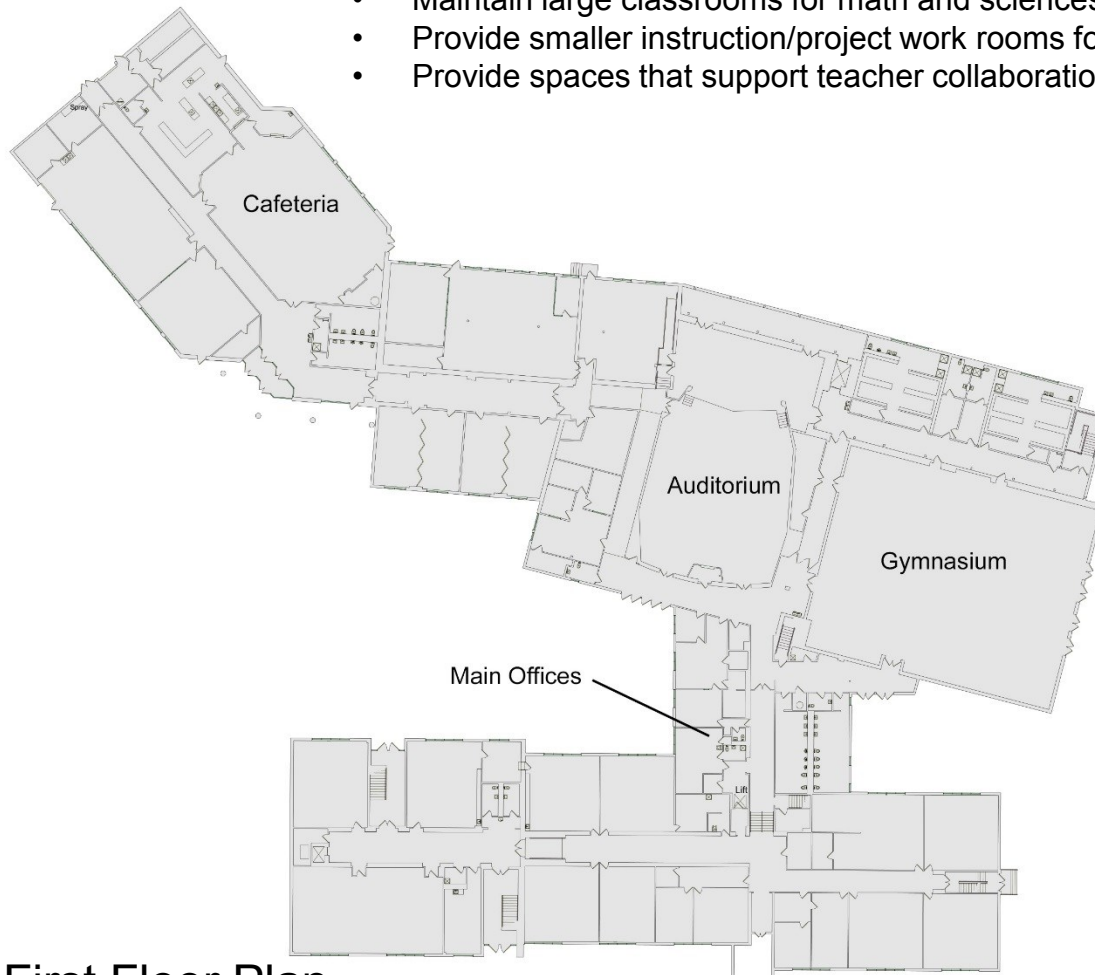 • Maintain large classrooms for math and sciences
• Provide smaller instruction/project work rooms fo
• Provide spaces that support teacher collaboratio
Spray
Cafeteria
Auditorium
Gymnasium
Main Offices
Lift
First Floor Plan